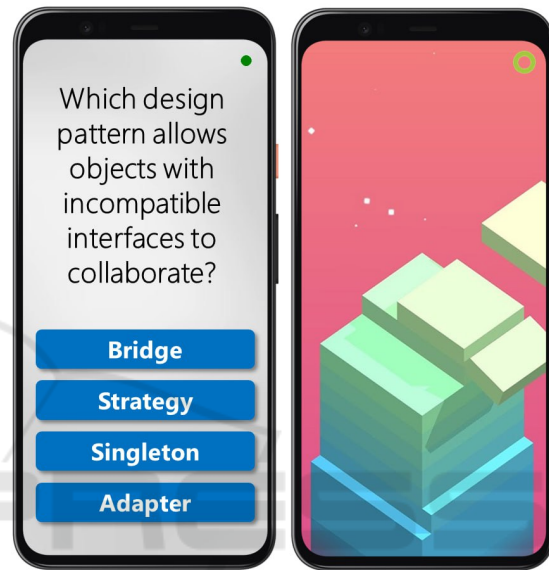 Which design
pattern allows
objects with
incompatible
interfaces to
collaborate?
Bridge
Strategy
Singleton
Adapter